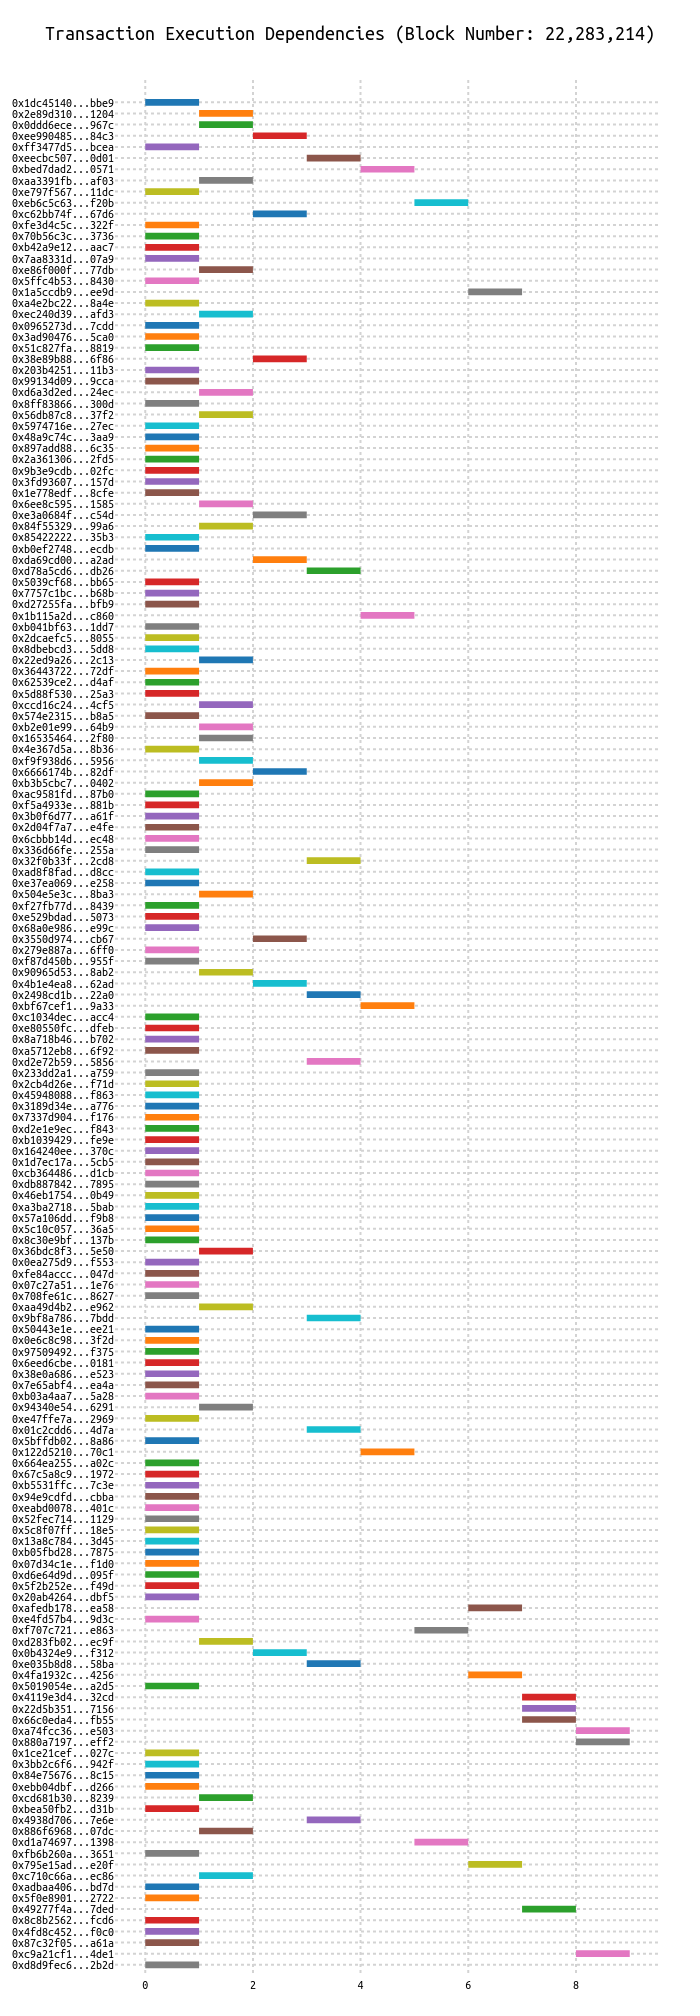 Transaction Execution Dependencies (Block Number: 22,283,214)
0x1dc45140...bbe9
0x2e89d310...1204
0x0ddd6ece...967c
0xee990485...84c3
0xff3477d5...bcea
0xeecbc507...0d01
0xbed7dad2...0571
0xaa3391fb...af03
0xe797f567...11dc
0xeb6c5c63...f20b
0xc62bb74f...67d6
0xfe3d4c5c...322f
0x70b56c3c...3736
0xb42a9e12...aac7
0x7aa8331d...07a9
0xe86f000f...77db
0x5ffc4b53...8430
0x1a5ccdb9...ee9d
0xa4e2bc22...8a4e
0xec240d39...afd3
0x0965273d...7cdd
0x3ad90476...5ca0
0x51c827fa...8819
0x38e89b88...6f86
0x203b4251...11b3
0x99134d09...9cca
0xd6a3d2ed...24ec
0x8ff83866...300d
0x56db87c8...37f2
0x5974716e...27ec
0x48a9c74c...3aa9
0x897add88...6c35
0x2a361306...2fd5
0x9b3e9cdb...02fc
0x3fd93607...157d
0x1e778edf...8cfe
0x6ee8c595...1585
0xe3a0684f...c54d
0x84f55329...99a6
0x85422222...35b3
0xb0ef2748...ecdb
0xda69cd00...a2ad
0xd78a5cd6...db26
0x5039cf68...bb65
0x7757c1bc...b68b
0xd27255fa...bfb9
0x1b115a2d...c860
0xb041bf63...1dd7
0x2dcaefc5...8055
0x8dbebcd3...5dd8
0x22ed9a26...2c13
0x36443722...72df
0x62539ce2...d4af
0x5d88f530...25a3
0xccd16c24...4cf5
0x574e2315...b8a5
0xb2e01e99...64b9
0x16535464...2f80
0x4e367d5a...8b36
0xf9f938d6...5956
0x6666174b...82df
0xb3b5cbc7...0402
0xac9581fd...87b0
0xf5a4933e...881b
0x3b0f6d77...a61f
0x2d04f7a7...e4fe
0x6cbbb14d...ec48
0x336d66fe...255a
0x32f0b33f...2cd8
0xad8f8fad...d8cc
0xe37ea069...e258
0x504e5e3c...8ba3
0xf27fb77d...8439
0xe529bdad...5073
0x68a0e986...e99c
0x3550d974...cb67
0x279e887a...6ff0
0xf87d450b...955f
0x90965d53...8ab2
0x4b1e4ea8...62ad
0x2498cd1b...22a0
0xbf67cef1...9a33
0xc1034dec...acc4
0xe80550fc...dfeb
0x8a718b46...b702
0xa5712eb8...6f92
0xd2e72b59...5856
0x233dd2a1...a759
0x2cb4d26e...f71d
0x45948088...f863
0x3189d34e...a776
0x7337d904...f176
0xd2e1e9ec...f843
0xb1039429...fe9e
0x164240ee...370c
0x1d7ec17a...5cb5
0xcb364486...d1cb
0xdb887842...7895
0x46eb1754...0b49
0xa3ba2718...5bab
0x57a106dd...f9b8
0x5c10c057...36a5
0x8c30e9bf...137b
0x36bdc8f3...5e50
0x0ea275d9...f553
0xfe84accc...047d
0x07c27a51...1e76
0x708fe61c...8627
0xaa49d4b2...e962
0x9bf8a786...7bdd
0x50443e1e...ee21
0x0e6c8c98...3f2d
0x97509492...f375
0x6eed6cbe...0181
0x38e0a686...e523
0x7e65abf4...ea4a
0xb03a4aa7...5a28
0x94340e54...6291
0xe47ffe7a...2969
0x01c2cdd6...4d7a
0x5bffdb02...8a86
0x122d5210...70c1
0x664ea255...a02c
0x67c5a8c9...1972
0xb5531ffc...7c3e
0x94e9cdfd...cbba
0xeabd0078...401c
0x52fec714...1129
0x5c8f07ff...18e5
0x13a8c784...3d45
0xb05fbd28...7875
0x07d34c1e...f1d0
0xd6e64d9d...095f
0x5f2b252e...f49d
0x20ab4264...dbf5
0xafedb178...ea58
0xe4fd57b4...9d3c
0xf707c721...e863
0xd283fb02...ec9f
0x0b4324e9...f312
0xe035b8d8...58ba
0x4fa1932c...4256
0x5019054e...a2d5
0x4119e3d4...32cd
0x22d5b351...7156
0x66c0eda4...fb55
0xa74fcc36...e503
0x880a7197...eff2
0x1ce21cef...027c
0x3bb2c6f6...942f
0x84e75676...8c15
0xebb04dbf...d266
0xcd681b30...8239
0xbea50fb2...d31b
0x4938d706...7e6e
0x886f6968...07dc
0xd1a74697...1398
0xfb6b260a...3651
0x795e15ad...e20f
0xc710c66a...ec86
0xadbaa406...bd7d
0x5f0e8901...2722
0x49277f4a...7ded
0x8c8b2562...fcd6
0x4fd8c452...f0c0
0x87c32f05...a61a
0xc9a21cf1...4de1
0xd8d9fec6...2b2d
0 2 4 6 8